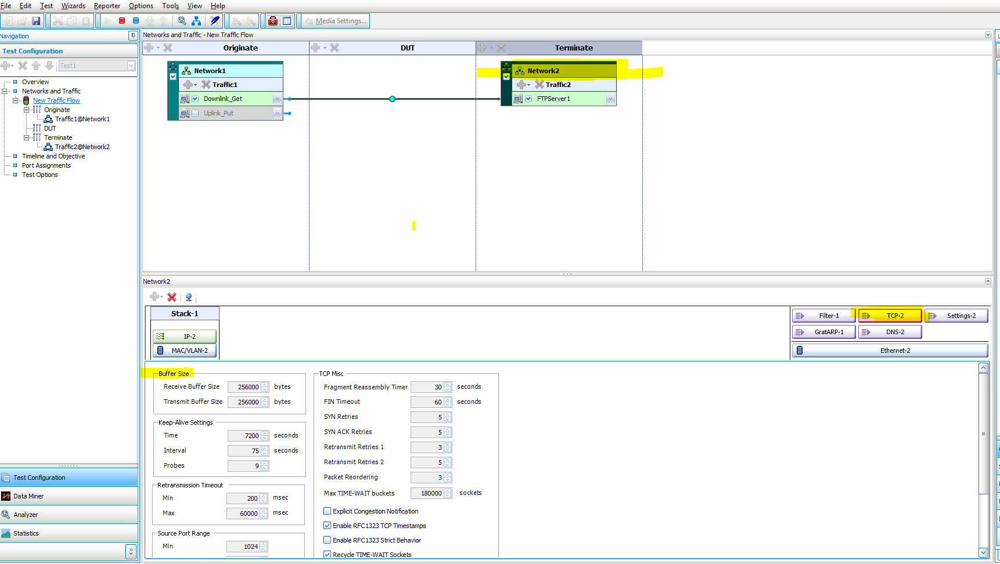 File Edit Test Wizards Reporter Options Tools View Help
Media Settings...
Navigation
Test Configuration
Test1
Overview
Networks and Traffic
New Traffic Flow
Originate
Traffic1@Network1
DUT
Terminate
Traffic2@Network2
Timeline and Objective
Port Assignments
Test Options
Test Configuration
Data Miner
Analyzer
Statistics
Networks and Traffic - New Traffic Flow
Originate DUT Terminate
Network1
Traffic1
Downlink_Get
Uplink_Put
Network2
Traffic2
FTPServer1
Network2
Stack-1
IP-2
MAC/VLAN-2
Filter-1 TCP-2 Settings-2
GratARP-1 DNS-2
Ethernet-2
Buffer Size
Receive Buffer Size 256000 bytes
Transmit Buffer Size 256000 bytes
Keep-Alive Settings
Time 7200 seconds
Interval 75 seconds
Probes 9
Retransmission Timeout
Min 200 msec
Max 60000 msec
Source Port Range
Min 1024
TCP Misc
Fragment Reassembly Timer 30 seconds
FIN Timeout 60 seconds
SYN Retries 5
SYN ACK Retries 5
Retransmit Retries 1 3
Retransmit Retries 2 5
Packet Reordering 3
Max TIME-WAIT buckets 180000 sockets
Explicit Congestion Notification
Enable RFC1323 TCP Timestamps
Enable RFC1323 Strict Behavior
Recycle TIME-WAIT Sockets